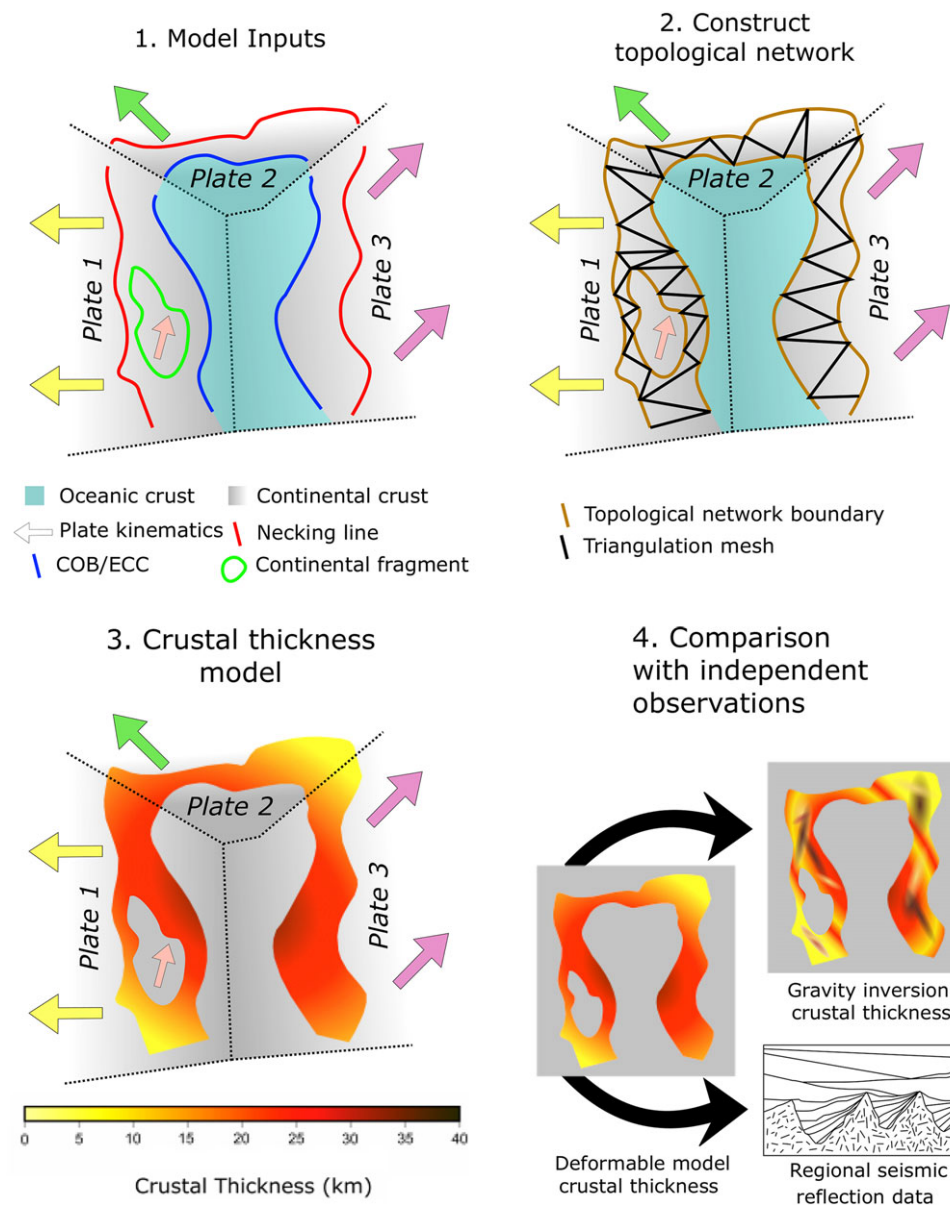 1. Model Inputs
Plate 2
Plate 1
Plate 3
Oceanic crust
Continental crust
Plate kinematics
Necking line
COB/ECC
Continental fragment
2. Construct
topological network
Plate 2
Plate 1
Plate 3
Topological network boundary
Triangulation mesh
3. Crustal thickness
model
Plate 2
Plate 1
Plate 3
0 5 10 15 20 25 30 35 40
Crustal Thickness (km)
4. Comparison
with independent
observations
Gravity inversion
crustal thickness
Deformable model
crustal thickness
Regional seismic
reflection data